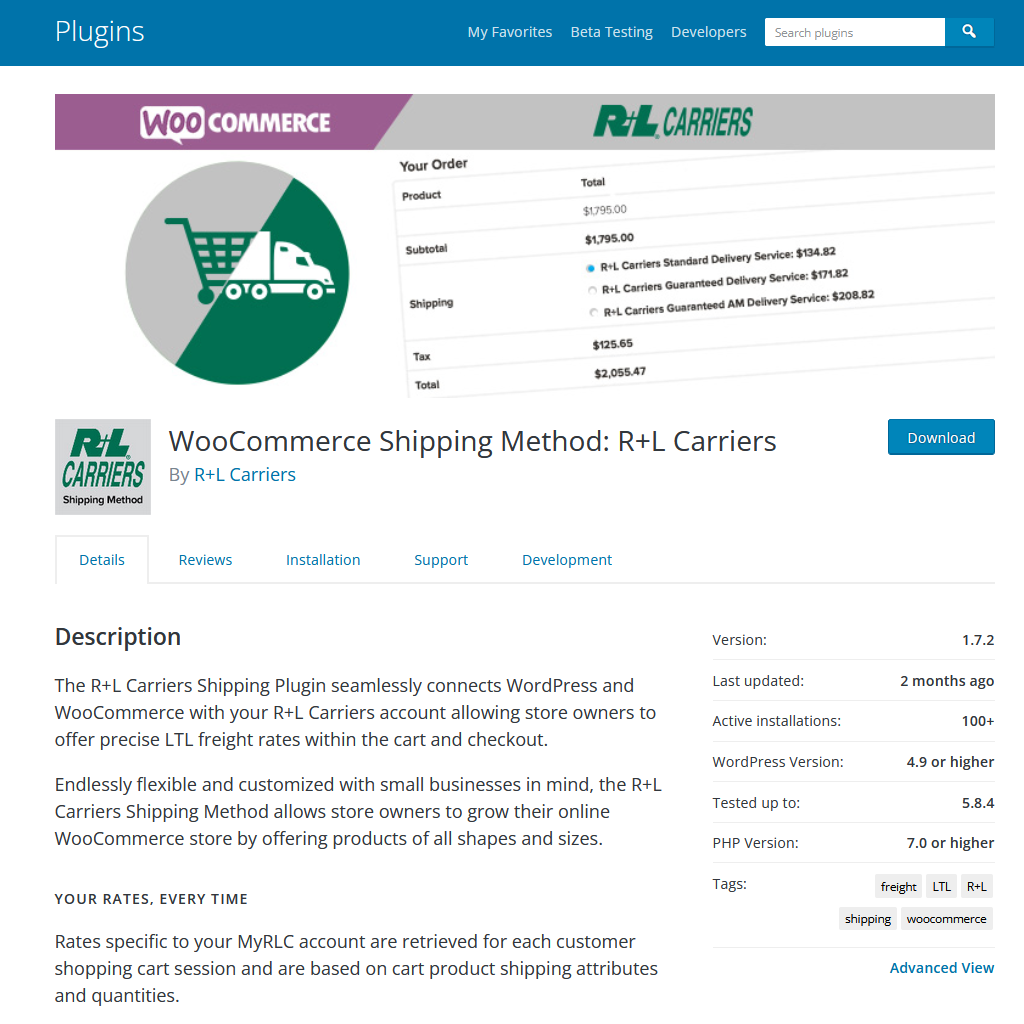 Plugins
My Favorites Beta Testing Developers Search plugins
WOO COMMERCE
R+L CARRIERS
Your Order
Product Total
$1,795.00
Subtotal $1,795.00
Shipping
R+L Carriers Standard Delivery Service: $134.82
R+L Carriers Guaranteed Delivery Service: $171.82
R+L Carriers Guaranteed AM Delivery Service: $208.82
Tax $125.65
Total $2,055.47
R+L
CARRIERS
Shipping Method
WooCommerce Shipping Method: R+L Carriers
By R+L Carriers
Download
Details Reviews Installation Support Development
Description
The R+L Carriers Shipping Plugin seamlessly connects WordPress and
WooCommerce with your R+L Carriers account allowing store owners to
offer precise LTL freight rates within the cart and checkout.
Endlessly flexible and customized with small businesses in mind, the R+L
Carriers Shipping Method allows store owners to grow their online
WooCommerce store by offering products of all shapes and sizes.
YOUR RATES, EVERY TIME
Rates specific to your MyRLC account are retrieved for each customer
shopping cart session and are based on cart product shipping attributes
and quantities.
Version: 1.7.2
Last updated: 2 months ago
Active installations: 100+
WordPress Version: 4.9 or higher
Tested up to: 5.8.4
PHP Version: 7.0 or higher
Tags: freight LTL R+L
shipping woocommerce
Advanced View